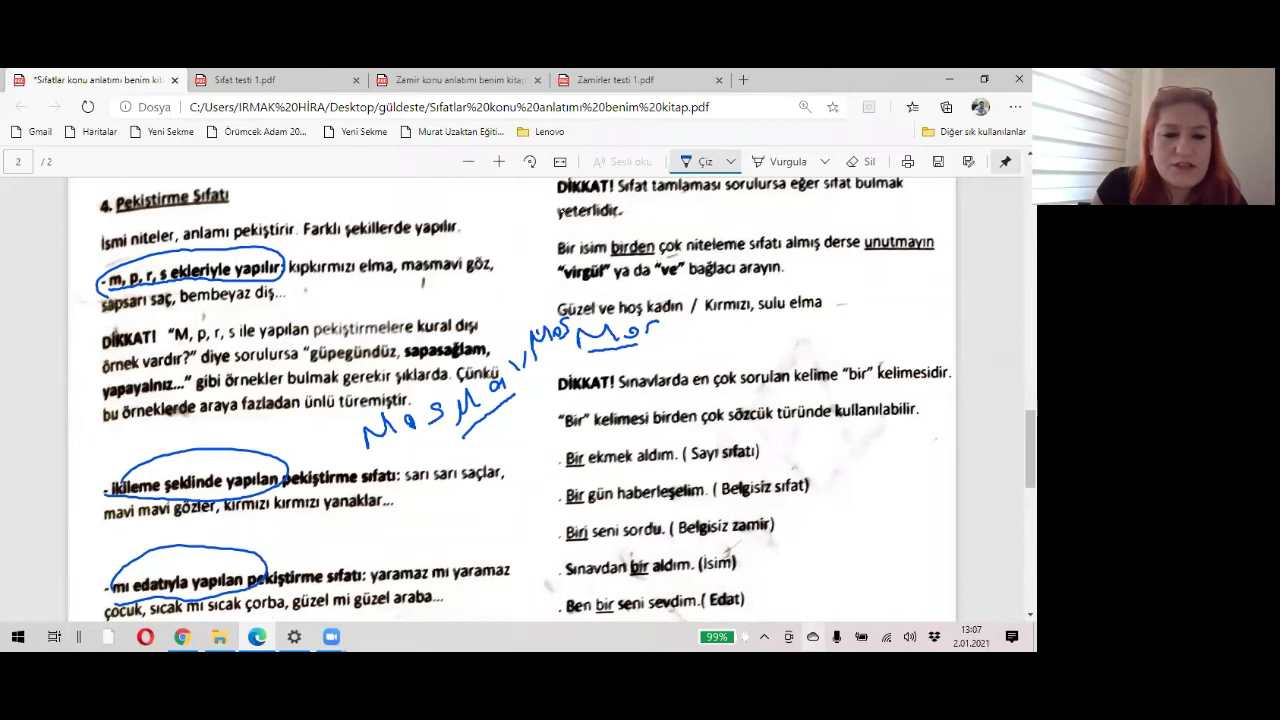 *Sıfatlar konu anlatımı benim kit
Sıfat testi 1.pdf
Zamir konu anlatımı benim kitap
Zamirler testi 1.pdf
Dosya
C:/Users/IRMAK%20HİRA/Desktop/güldeste/Sıfatlar%20konu%20anlatımı%20benim%20kitap.pdf
Gmail
Haritalar
Yeni Sekme
Örümcek Adam 20...
Yeni Sekme
Murat Uzaktan Eğiti...
Lenovo
Diğer sık kullanılanlar
2 / 2
Sesli oku
Çiz
Vurgula
Sil
4. Pekiştirme Sıfatı
İsmi niteler, anlamı pekiştirir. Farklı şekillerde yapılır.
- m, p, r, s ekleriyle yapılır: kıpkırmızı elma, masmavi göz,
sapsarı saç, bembeyaz diş...
DİKKAT! "M, p, r, s ile yapılan pekiştirmelere kural dışı
örnek vardır?" diye sorulursa "güpegündüz, sapasağlam,
yapayalnız..." gibi örnekler bulmak gerekir şıklarda. Çünkü
bu örneklerde araya fazladan ünlü türemiştir.
Masmavi
Mos Mor
- ikileme şeklinde yapılan pekiştirme sıfatı: sarı sarı saçlar,
mavi mavi gözler, kırmızı kırmızı yanaklar...
- mı edatıyla yapılan pekiştirme sıfatı: yaramaz mı yaramaz
çocuk, sıcak mı sıcak çorba, güzel mi güzel araba...
DİKKAT! Sıfat tamlaması sorulursa eğer sıfat bulmak
yeterlidir.
Bir isim birden çok niteleme sıfatı almış derse unutmayın
"virgül" ya da "ve" bağlacı arayın.
Güzel ve hoş kadın / Kırmızı, sulu elma
DİKKAT! Sınavlarda en çok sorulan kelime "bir" kelimesidir.
"Bir" kelimesi birden çok sözcük türünde kullanılabilir.
. Bir ekmek aldım. ( Sayı sıfatı)
. Bir gün haberleşelim. ( Belgisiz sıfat)
. Biri seni sordu. ( Belgisiz zamir)
. Sınavdan bir aldım. (İsim)
. Ben bir seni sevdim.( Edat)
99%
13:07
2.01.2021